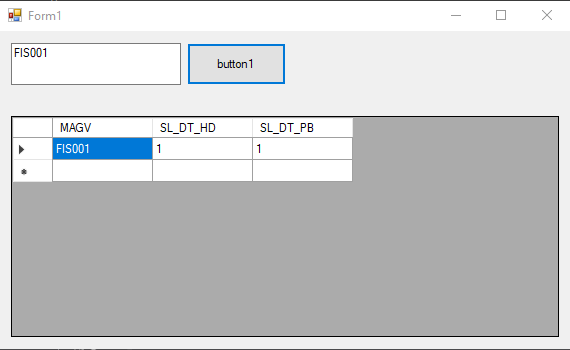 Form1
FIS001
button1
MAGV SL_DT_HD SL_DT_PB
FIS001 1 1